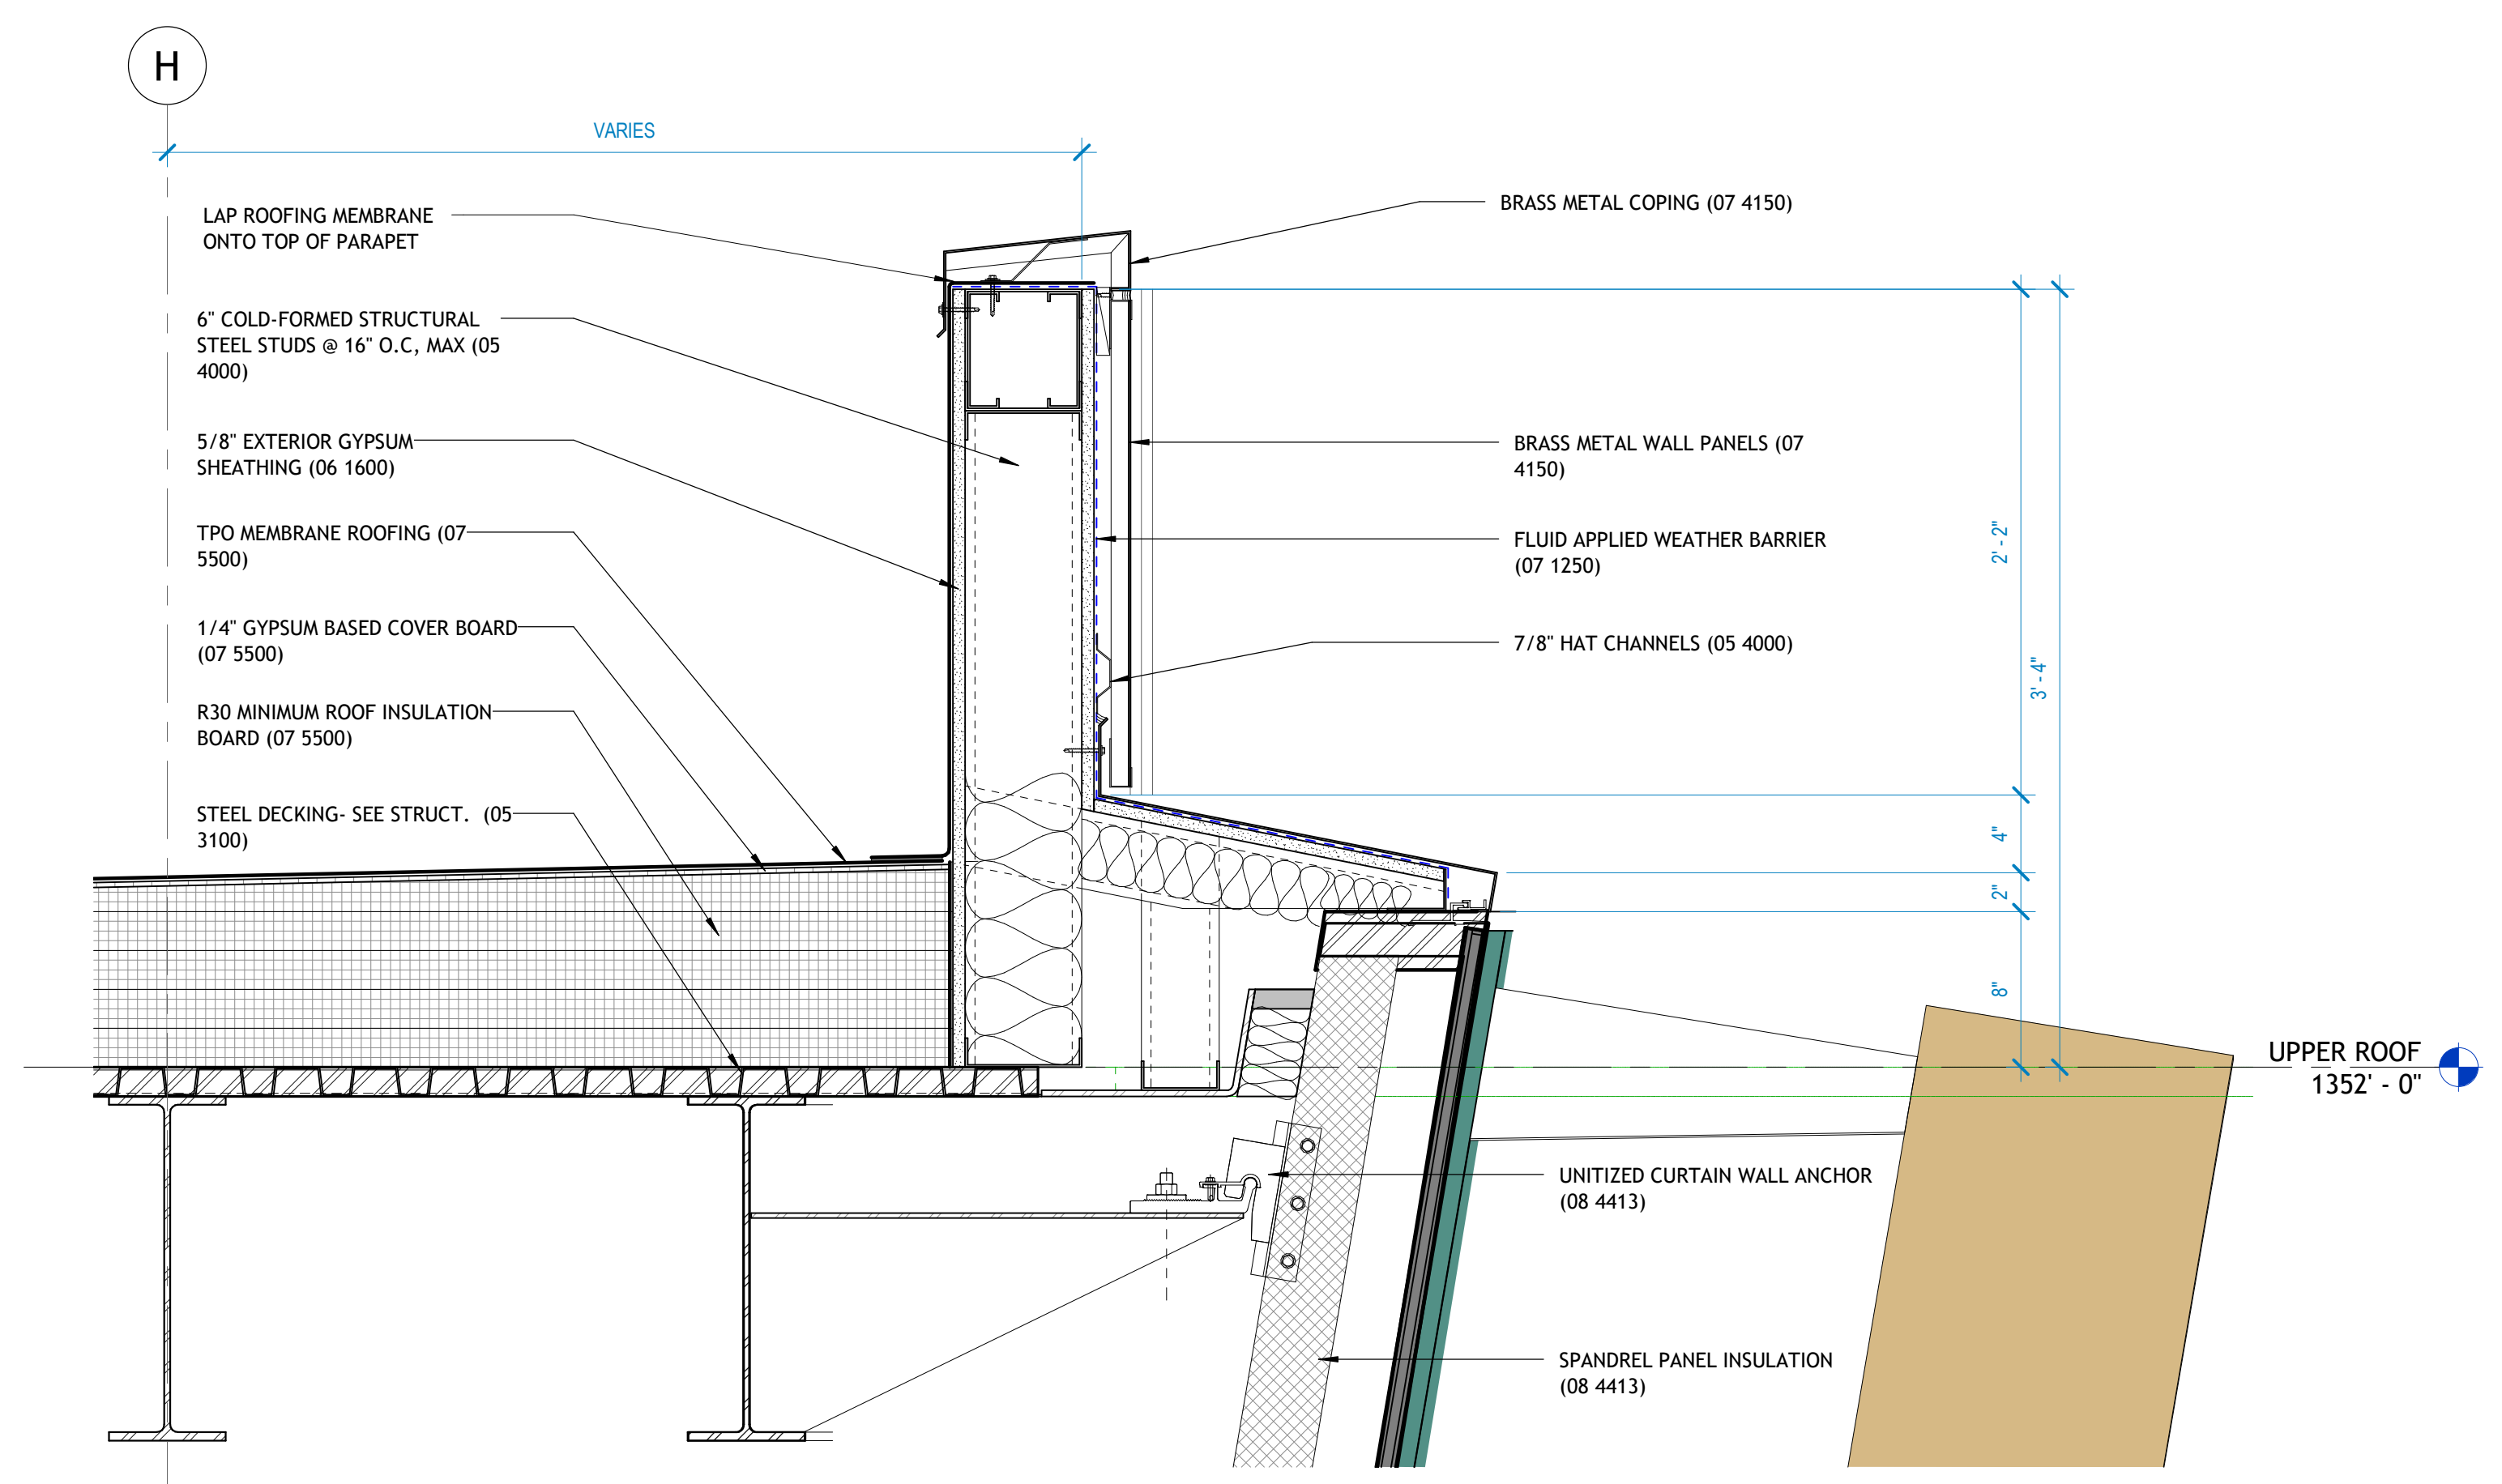 H
VARIES
LAP ROOFING MEMBRANE
ONTO TOP OF PARAPET
6" COLD-FORMED STRUCTURAL
STEEL STUDS @ 16" O.C, MAX (05
4000)
5/8" EXTERIOR GYPSUM
SHEATHING (06 1600)
TPO MEMBRANE ROOFING (07
5500)
1/4" GYPSUM BASED COVER BOARD
(07 5500)
R30 MINIMUM ROOF INSULATION
BOARD (07 5500)
STEEL DECKING- SEE STRUCT.  (05
3100)
BRASS METAL COPING (07 4150)
BRASS METAL WALL PANELS (07
4150)
FLUID APPLIED WEATHER BARRIER
(07 1250)
7/8" HAT CHANNELS (05 4000)
2' - 2"
3' - 4"
4"
2"
8"
UPPER ROOF
1352' - 0"
UNITIZED CURTAIN WALL ANCHOR
(08 4413)
SPANDREL PANEL INSULATION
(08 4413)